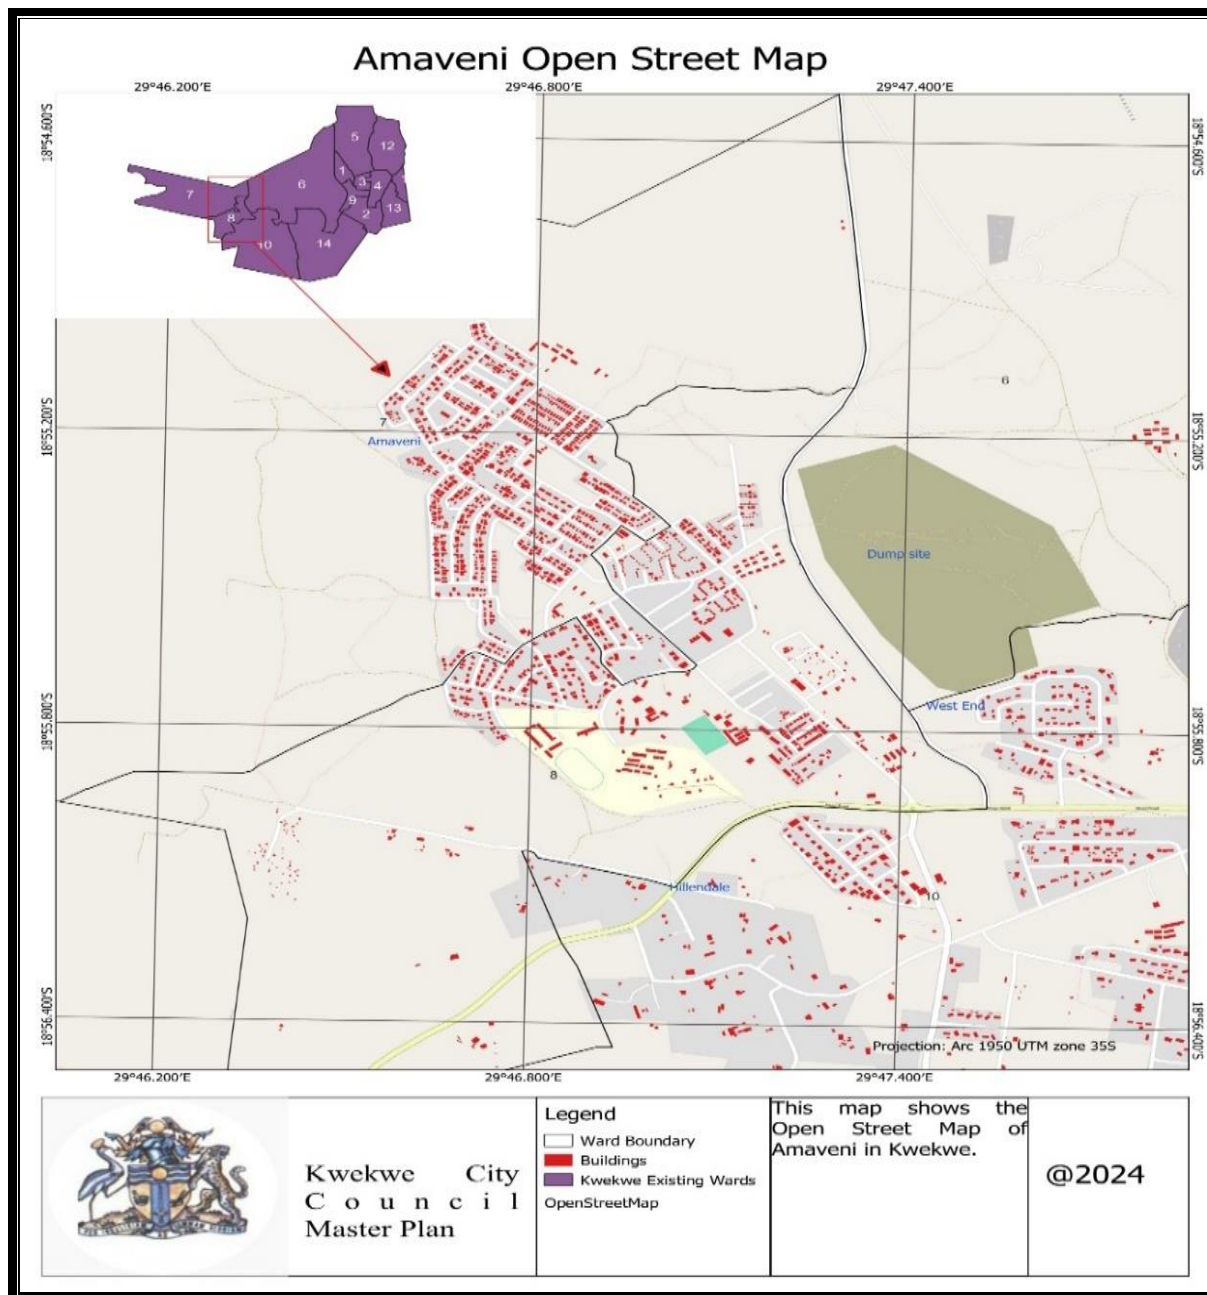 Amaveni Open Street Map
29°46.200'E 29°46.800'E 29°47.400'E
18°54.600'S 18°54.600'S
5
12
1
3
4
6
7
9
2
13
8
10
14
6
7
18°55.200'S 18°55.200'S
Amaveni
Dump site
West End
18°55.800'S 18°55.800'S
8
Hillendale
10
18°56.400'S 18°56.400'S
Projection: Arc 1950 UTM zone 35S
29°46.200'E 29°46.800'E 29°47.400'E
Kwekwe City
Council
Master Plan
Legend
Ward Boundary
Buildings
Kwekwe Existing Wards
OpenStreetMap
This map shows the
Open Street Map of
Amaveni in Kwekwe.
@2024